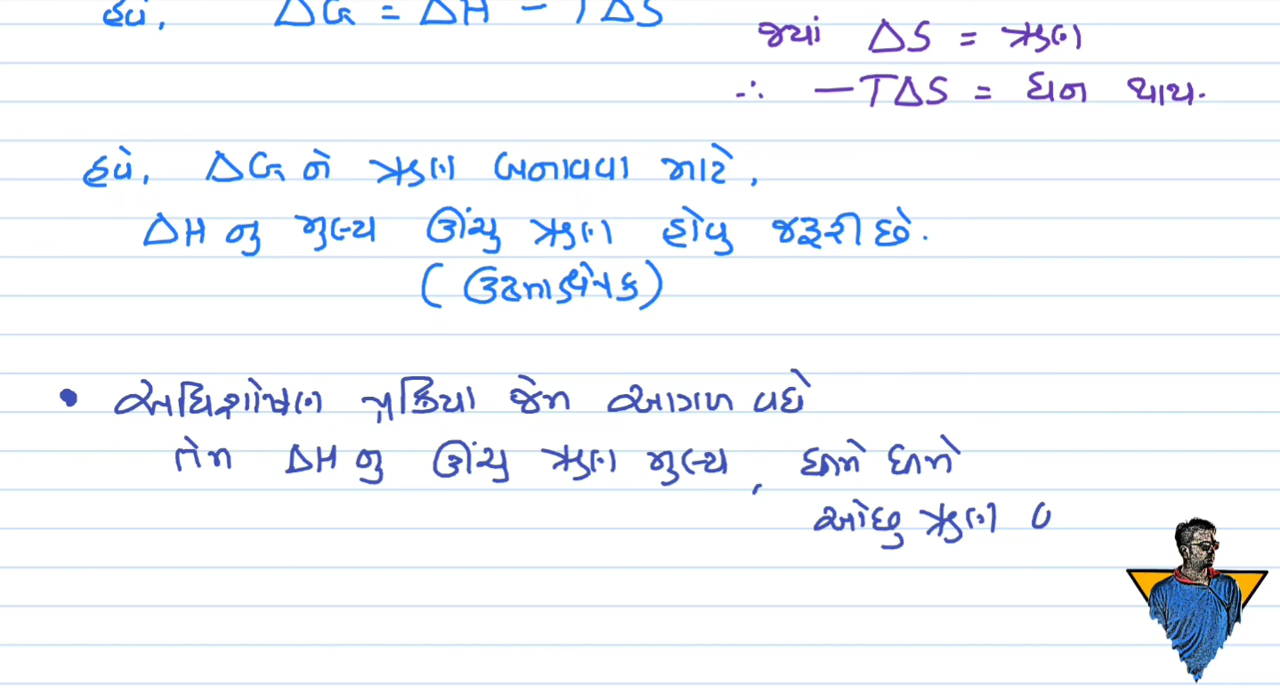 હવે, ΔG = ΔH - TΔS
જ્યાં ΔS = ઋણ
∴ -TΔS = ધન થાય.
હવે, ΔG ને ઋણ બનાવવા માટે,
ΔH નુ મુલ્ય ઊંચુ ઋણ હોવુ જરૂરી છે.
(ઉષ્માક્ષેપક)
• અધિશોષણ પ્રક્રિયા જેમ આગળ વધે
તેમ ΔH નુ ઊંચુ ઋણ મુલ્ય, ધીમે ધીમે
ઓછુ ઋણ